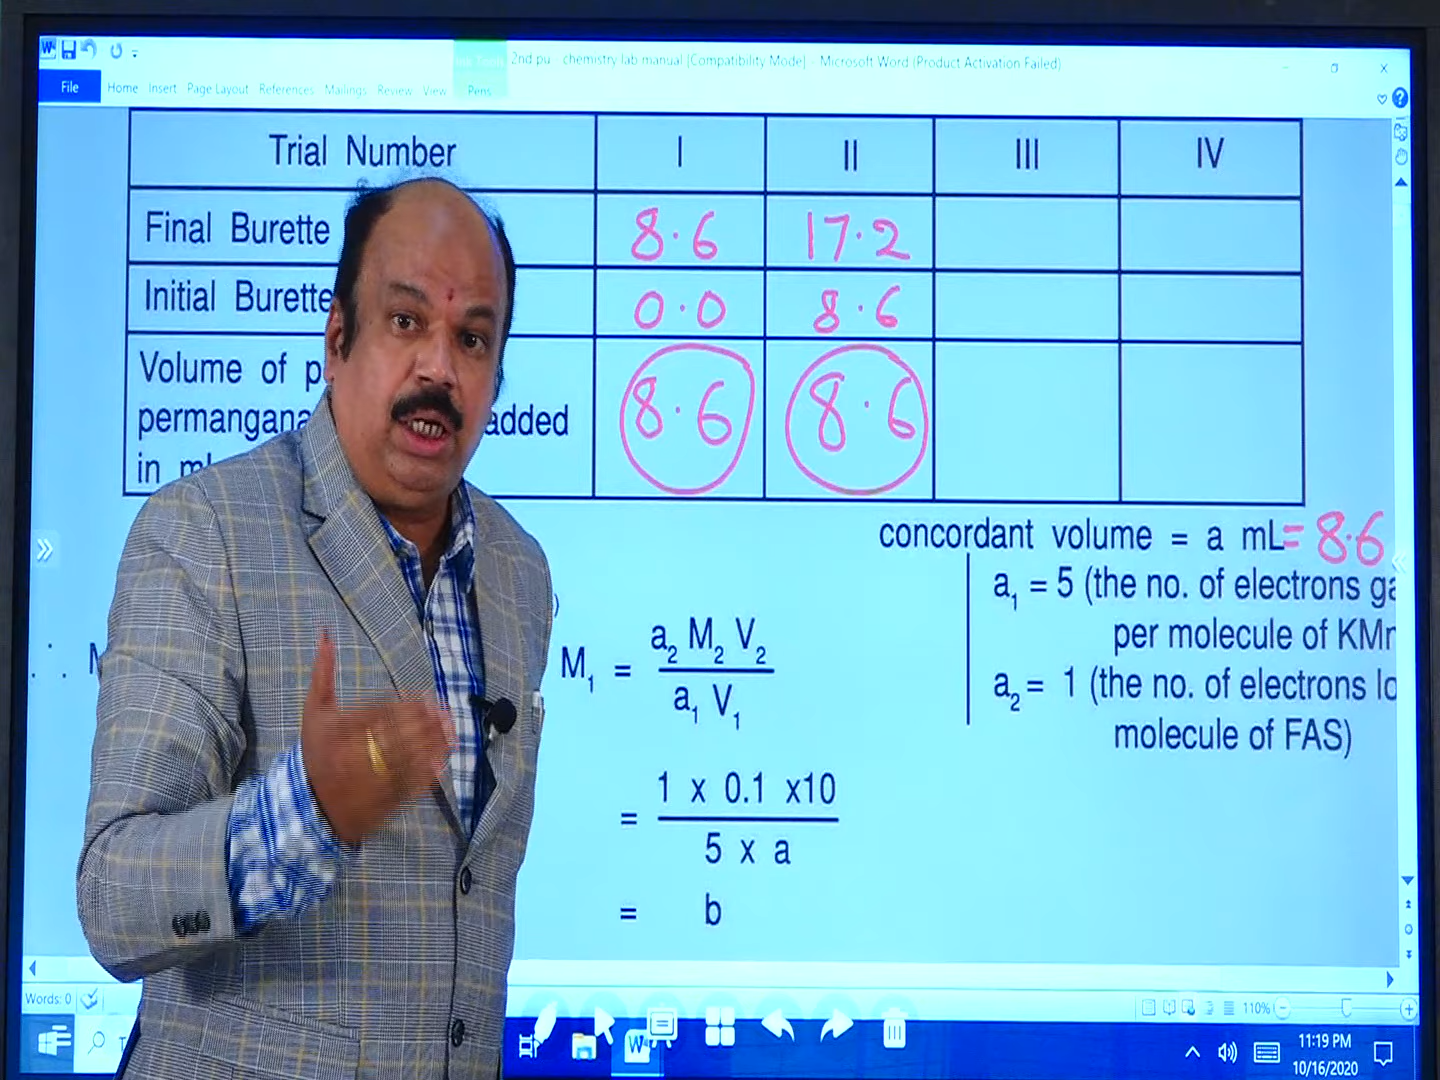 2nd pu - chemistry lab manual [Compatibility Mode] - Microsoft Word (Product Activation Failed)
File Home Insert Page Layout References Mailings Review View Pens
Trial Number I II III IV
Final Burette 8.6 17.2
Initial Burette 0.0 8.6
Volume of
permangana added 8.6 8.6
in
concordant volume = a mL = 8.6
a₁ = 5 (the no. of electrons ga
per molecule of KMn
a₂ = 1 (the no. of electrons lo
molecule of FAS)
∴ M₁ = a₂ M₂ V₂
a₁ V₁
= 1 x 0.1 x10
5 x a
= b
Words: 0 110%
11:19 PM
10/16/2020